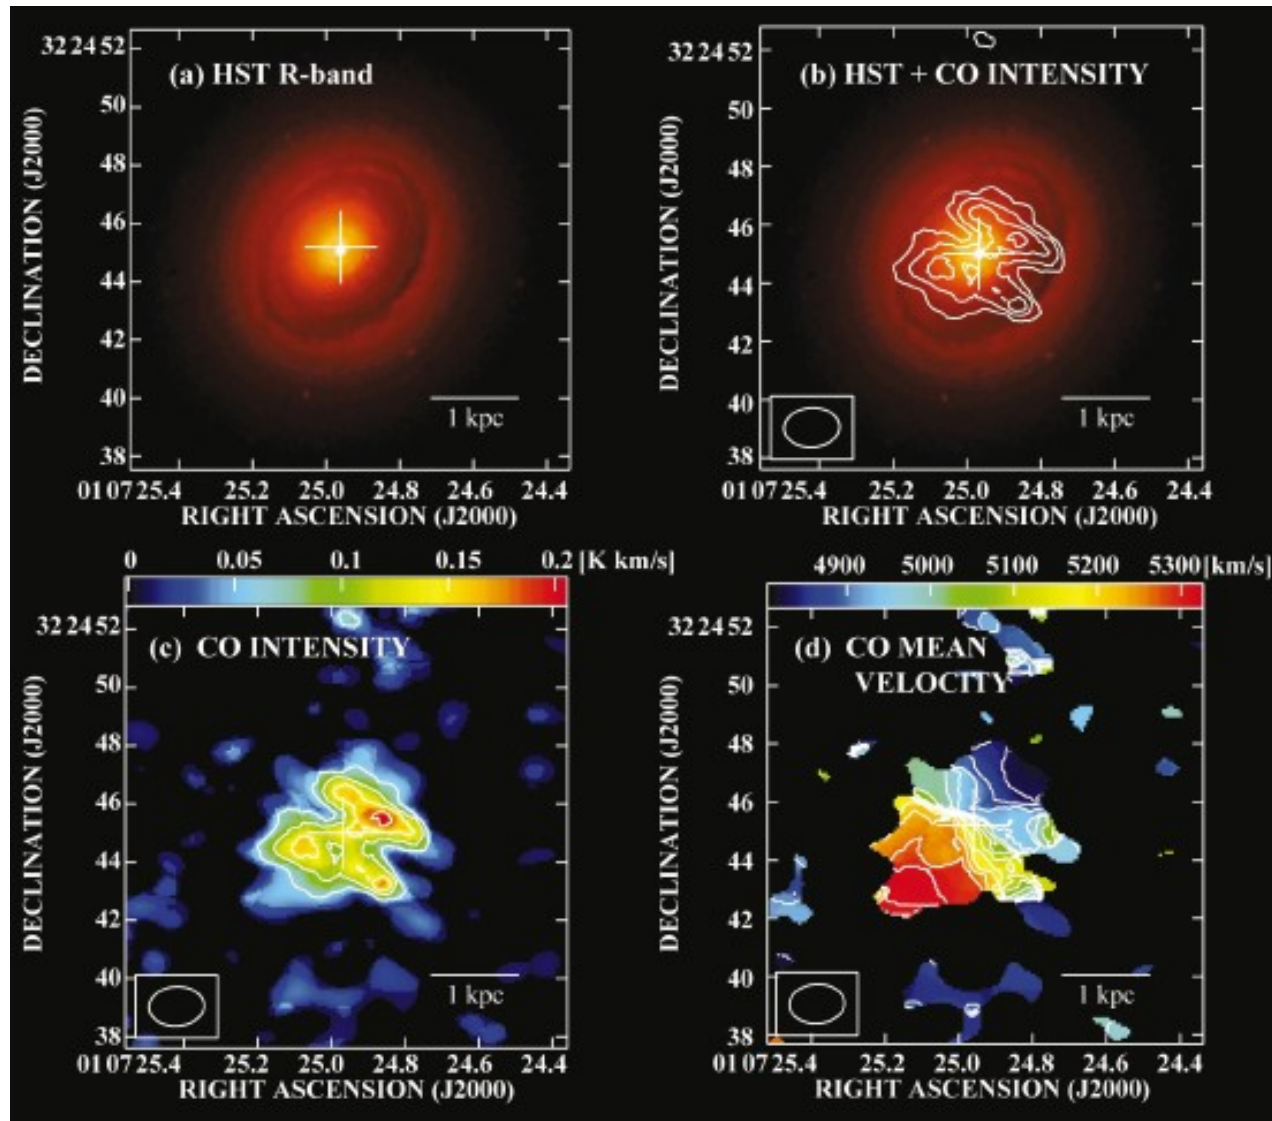 (a) HST R-band
32 24 52
50
48
46
44
42
40
38
DECLINATION (J2000)
1 kpc
01 07 25.4 25.2 25.0 24.8 24.6 24.4
RIGHT ASCENSION (J2000)
(b) HST + CO INTENSITY
32 24 52
50
48
46
44
42
40
38
DECLINATION (J2000)
1 kpc
01 07 25.4 25.2 25.0 24.8 24.6 24.4
RIGHT ASCENSION (J2000)
0 0.05 0.1 0.15 0.2 [K km/s]
(c) CO INTENSITY
32 24 52
50
48
46
44
42
40
38
DECLINATION (J2000)
1 kpc
01 07 25.4 25.2 25.0 24.8 24.6 24.4
RIGHT ASCENSION (J2000)
4900 5000 5100 5200 5300 [km/s]
(d) CO MEAN
VELOCITY
32 24 52
50
48
46
44
42
40
38
DECLINATION (J2000)
1 kpc
01 07 25.4 25.2 25.0 24.8 24.6 24.4
RIGHT ASCENSION (J2000)